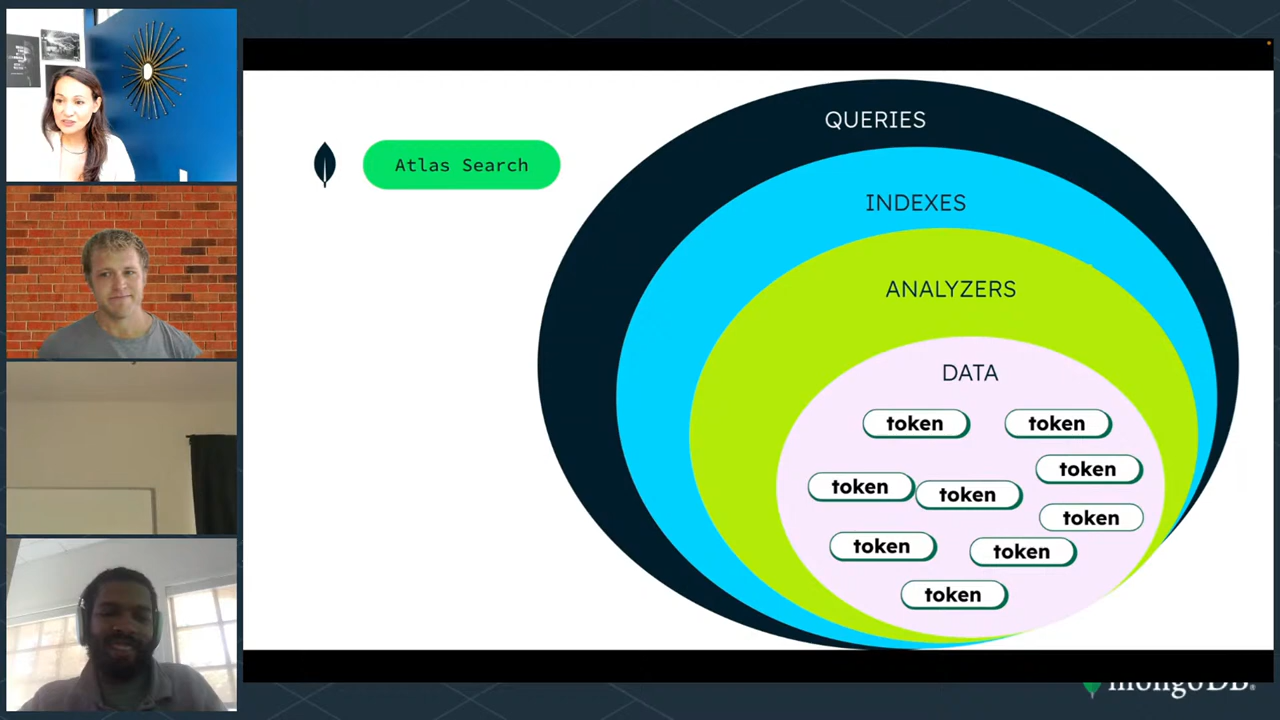 Atlas Search
QUERIES
INDEXES
ANALYZERS
DATA
token
token
token
token
token
token
token
token
token
mongoDB®